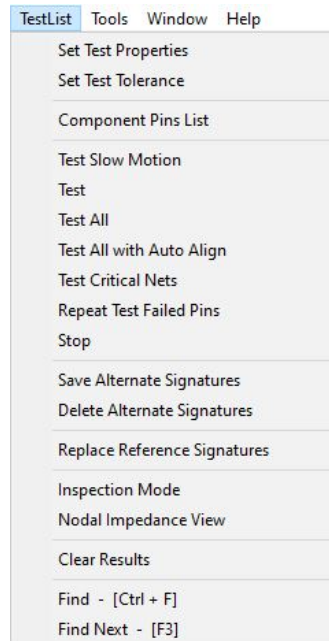 TestList Tools Window Help
Set Test Properties
Set Test Tolerance
Component Pins List
Test Slow Motion
Test
Test All
Test All with Auto Align
Test Critical Nets
Repeat Test Failed Pins
Stop
Save Alternate Signatures
Delete Alternate Signatures
Replace Reference Signatures
Inspection Mode
Nodal Impedance View
Clear Results
Find - [Ctrl + F]
Find Next - [F3]